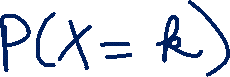 P(X = k)